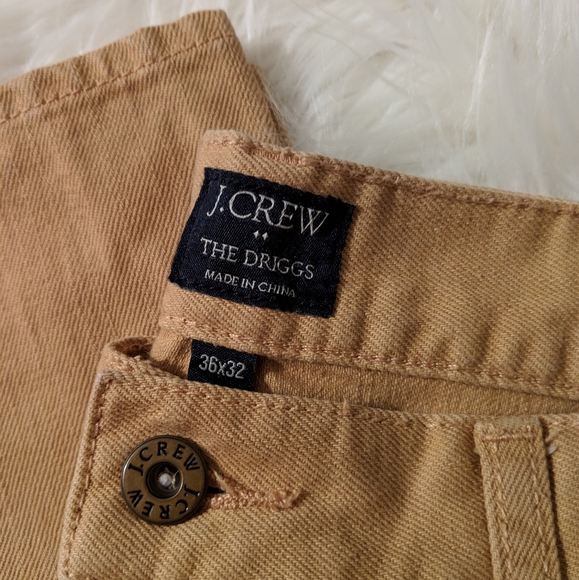 J.CREW
THE DRIGGS
MADE IN CHINA
36x32
J.CREW J.CREW